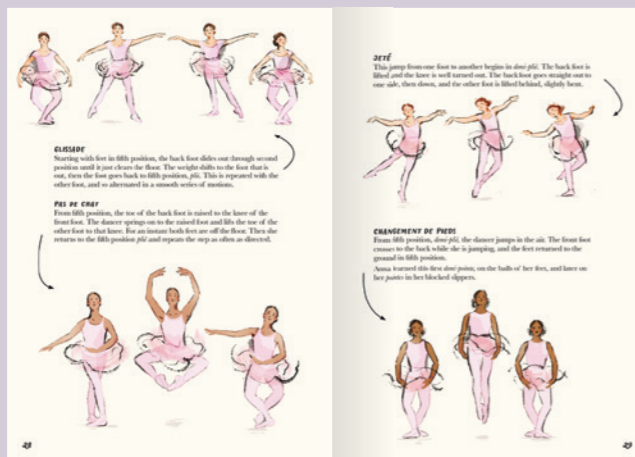 GLISSADE
Starting with feet in fifth position, the back foot slides out through second
position until it just clears the floor. The weight shifts to the foot that is
out, then the foot goes back to fifth position, plié. This is repeated with the
other foot, and so alternated in a smooth series of motions.
PAS DE CHAT
From fifth position, the toe of the back foot is raised to the knee of the
front foot. The dancer springs on to the raised foot and lifts the toe of the
other foot to that knee. For an instant both feet are off the floor. Then she
returns to the fifth position plié and repeats the step as often as directed.
28
JETÉ
This jump from one foot to another begins in demi-plié. The back foot is
lifted and the knee is well turned out. The back foot goes straight out to
one side, then down, and the other foot is lifted behind, slightly bent.
CHANGEMENT DE PIEDS
From fifth position, demi-plié, the dancer jumps in the air. The front foot
crosses to the back while she is jumping, and the feet returned to the
ground in fifth position.
Anna learned this first demi-pointe, on the balls of her feet, and later on
her pointes in her blocked slippers.
29